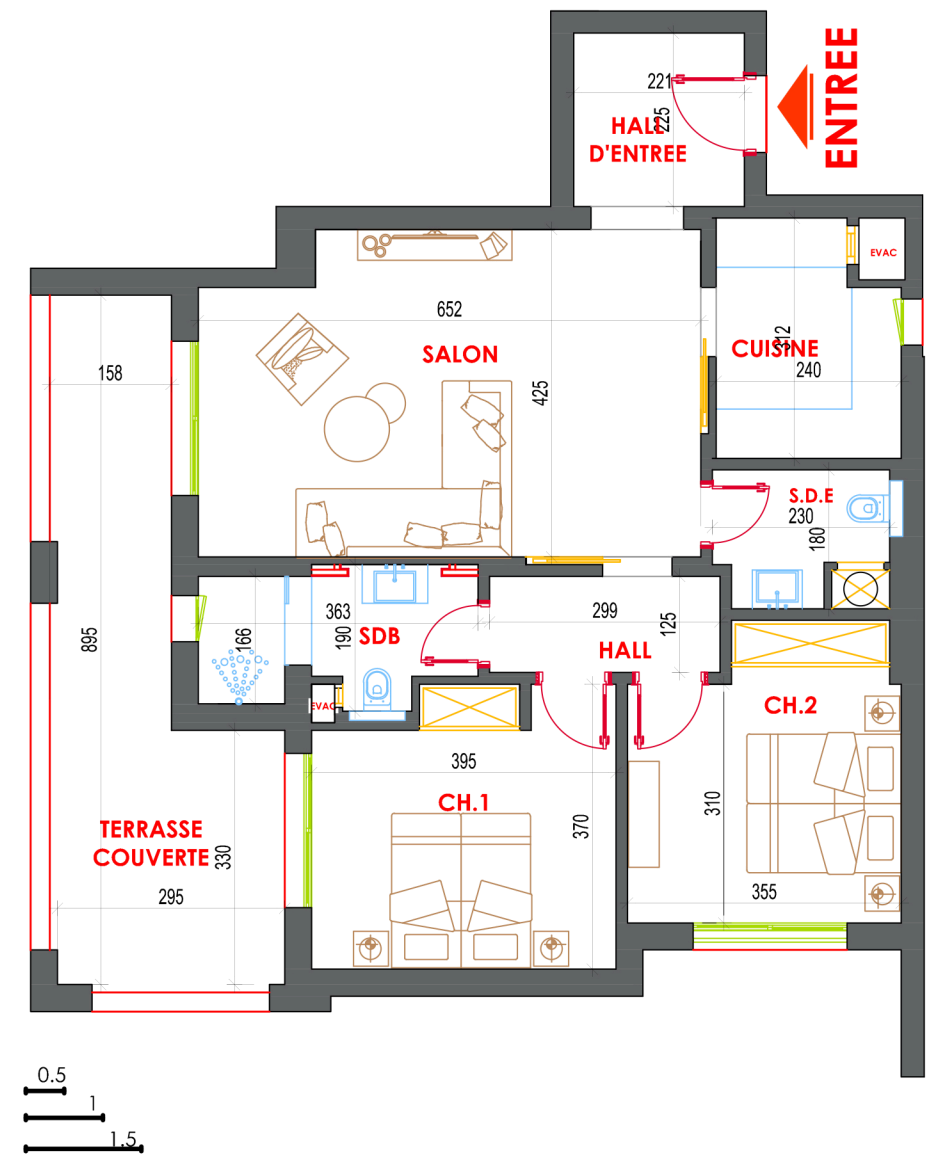 ENTREE
221
225
HALL
D'ENTREE
EVAC
652
SALON
425
CUISINE
312
240
158
S.D.E
230
180
895
166
363
190
SDB
299
125
HALL
EVAC
CH.2
395
CH.1
370
310
355
TERRASSE
COUVERTE
330
295
0.5
1
1.5